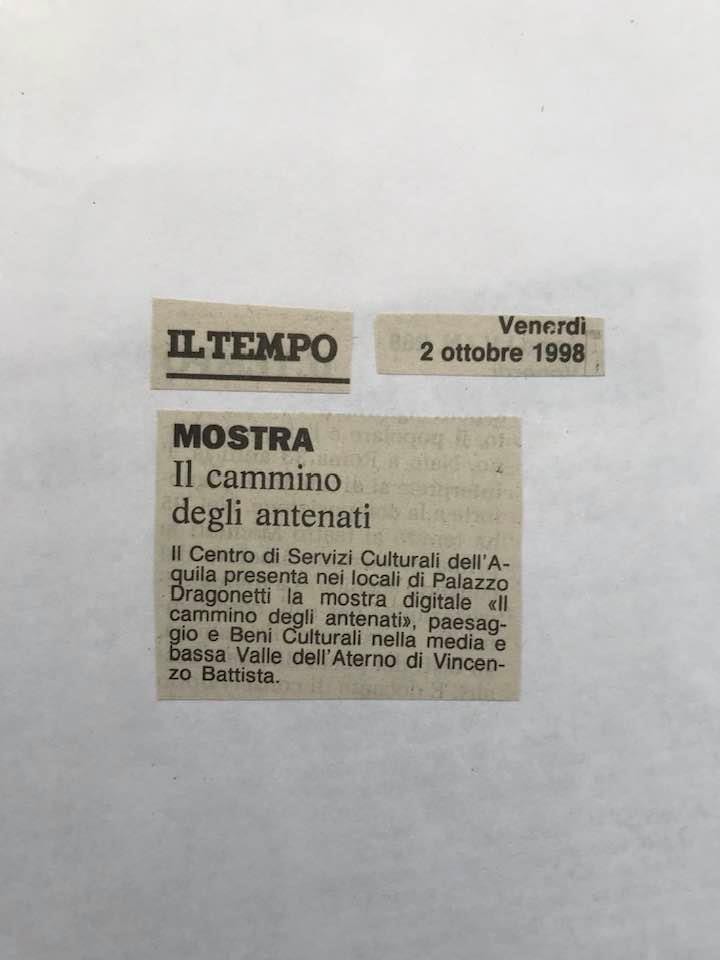 IL TEMPO
Venerdì
2 ottobre 1998
MOSTRA
Il cammino
degli antenati
Il Centro di Servizi Culturali dell'A-
quila presenta nei locali di Palazzo
Dragonetti la mostra digitale «Il
cammino degli antenati», paesag-
gio e Beni Culturali nella media e
bassa Valle dell'Aterno di Vincen-
zo Battista.